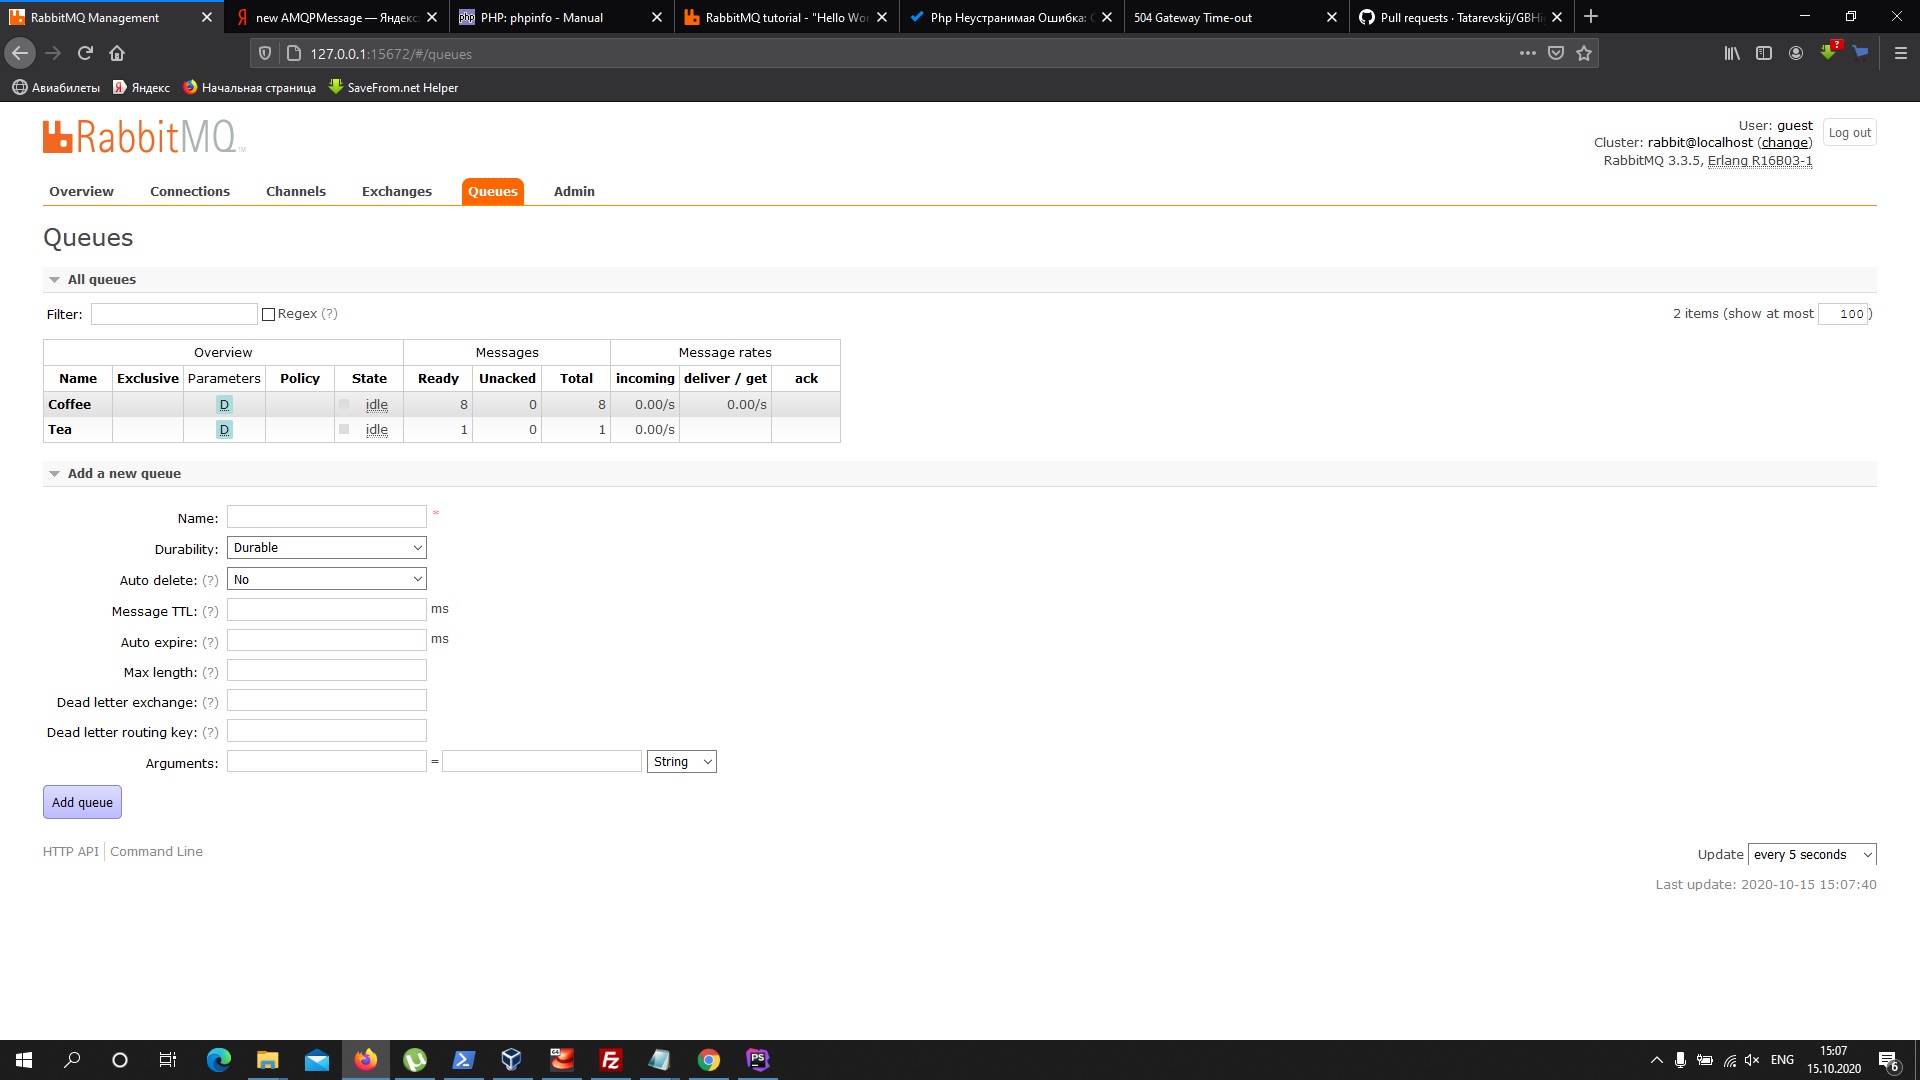 RabbitMQ Management
new AMQPMessage — Яндекс
PHP: phpinfo - Manual
RabbitMQ tutorial - "Hello Wor
Php Неустранимая Ошибка:
504 Gateway Time-out
Pull requests · Tatarevskij/GBHi
127.0.0.1:15672/#/queues
Авиабилеты Яндекс Начальная страница SaveFrom.net Helper
RabbitMQ TM
User: guest
Log out
Cluster: rabbit@localhost (change)
RabbitMQ 3.3.5, Erlang R16B03-1
Overview Connections Channels Exchanges Queues Admin
Queues
All queues
Filter: Regex (?) 2 items (show at most 100 )
Overview Messages Message rates
Name Exclusive Parameters Policy State Ready Unacked Total incoming deliver / get ack
Coffee D idle 8 0 8 0.00/s 0.00/s
Tea D idle 1 0 1 0.00/s
Add a new queue
Name: *
Durability: Durable
Auto delete: (?) No
Message TTL: (?) ms
Auto expire: (?) ms
Max length: (?)
Dead letter exchange: (?)
Dead letter routing key: (?)
Arguments: = String
Add queue
HTTP API Command Line
Update every 5 seconds
Last update: 2020-10-15 15:07:40
ENG
15:07
15.10.2020
6